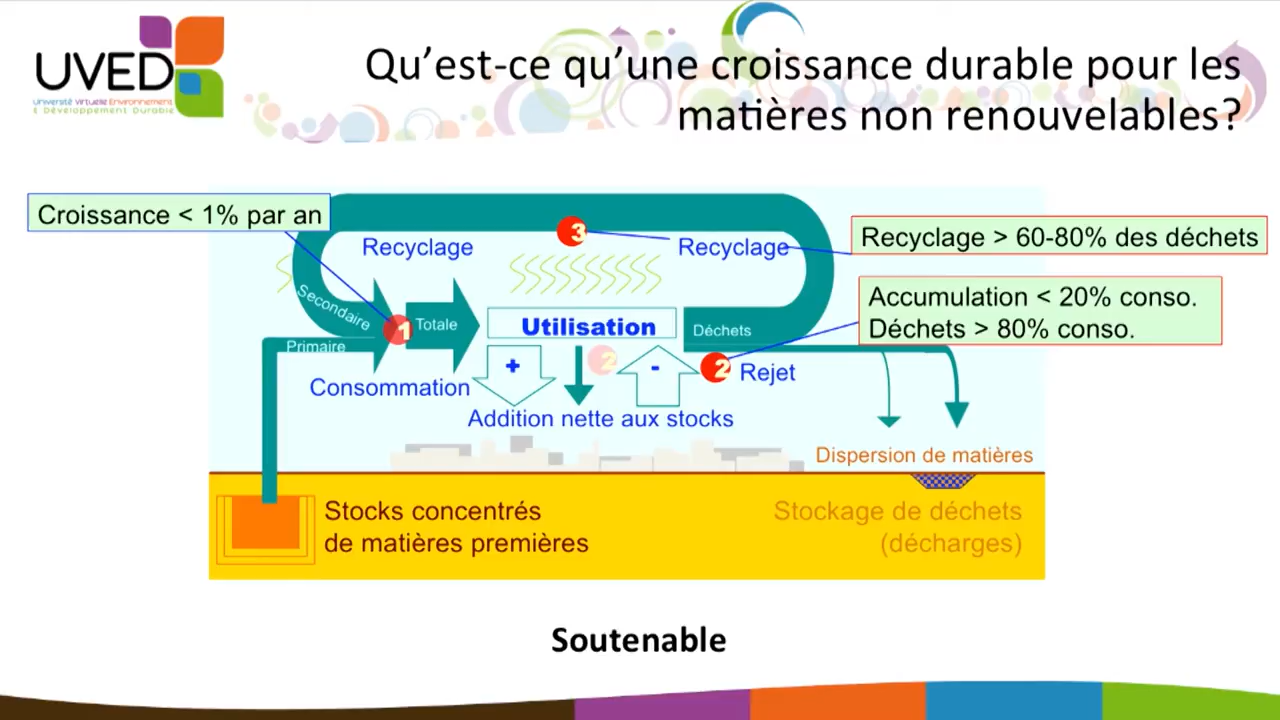 UVED
Université Virtuelle Environnement
& Développement Durable
Qu'est-ce qu'une croissance durable pour les
matières non renouvelables?
Croissance < 1% par an
3
Recyclage
Recyclage
Recyclage > 60-80% des déchets
Accumulation < 20% conso.
Déchets > 80% conso.
Secondaire
1
Totale
Utilisation
Déchets
Primaire
+
2
-
2
Rejet
Consommation
Addition nette aux stocks
Dispersion de matières
Stocks concentrés
de matières premières
Stockage de déchets
(décharges)
Soutenable